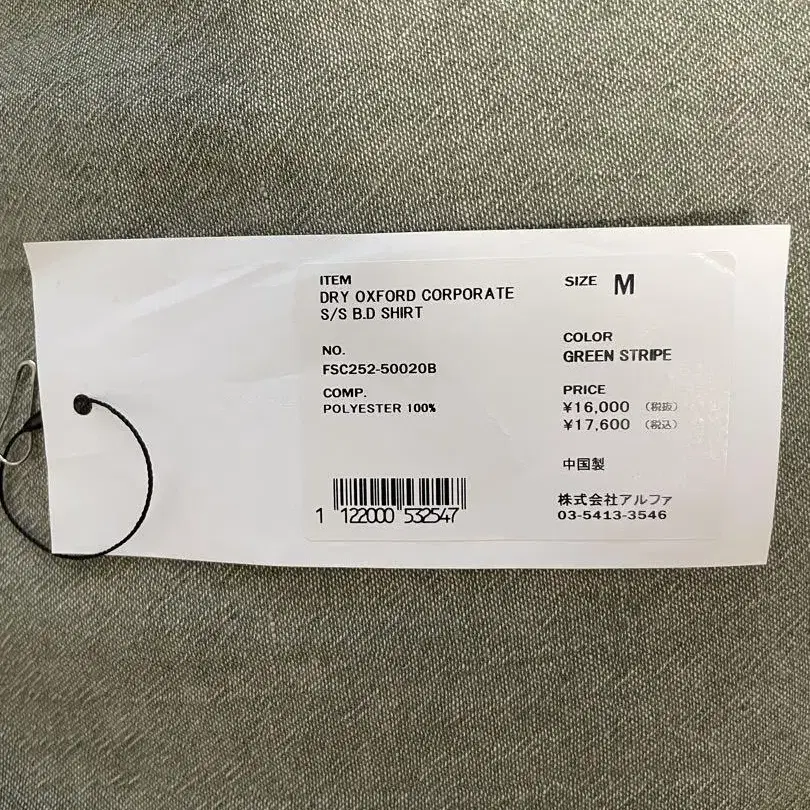 ITEM
DRY OXFORD CORPORATE
S/S B.D SHIRT
SIZE M
NO.
FSC252-50020B
COMP.
POLYESTER 100%
COLOR
GREEN STRIPE
PRICE
¥16,000 (税抜)
¥17,600 (税込)
中国製
株式会社アルファ
03-5413-3546
1 122000 532547